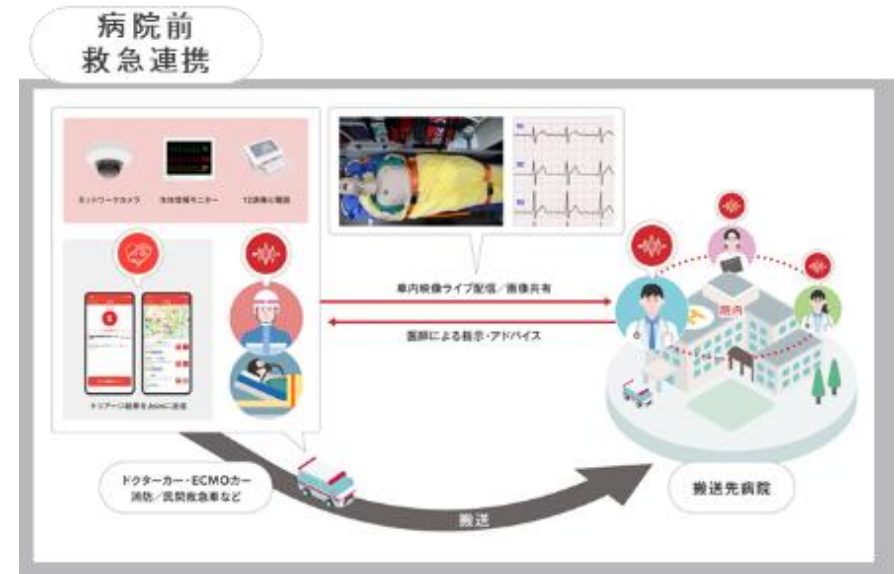 病院前
救急連携
ネットワークカメラ
生体情報モニター
12誘導心電図
トリアージ結果をJoinに送信
車内映像ライブ配信／画像共有
医師による指示・アドバイス
院内
ドクターカー・ECMOカー
消防／民間救急車など
搬送
搬送先病院